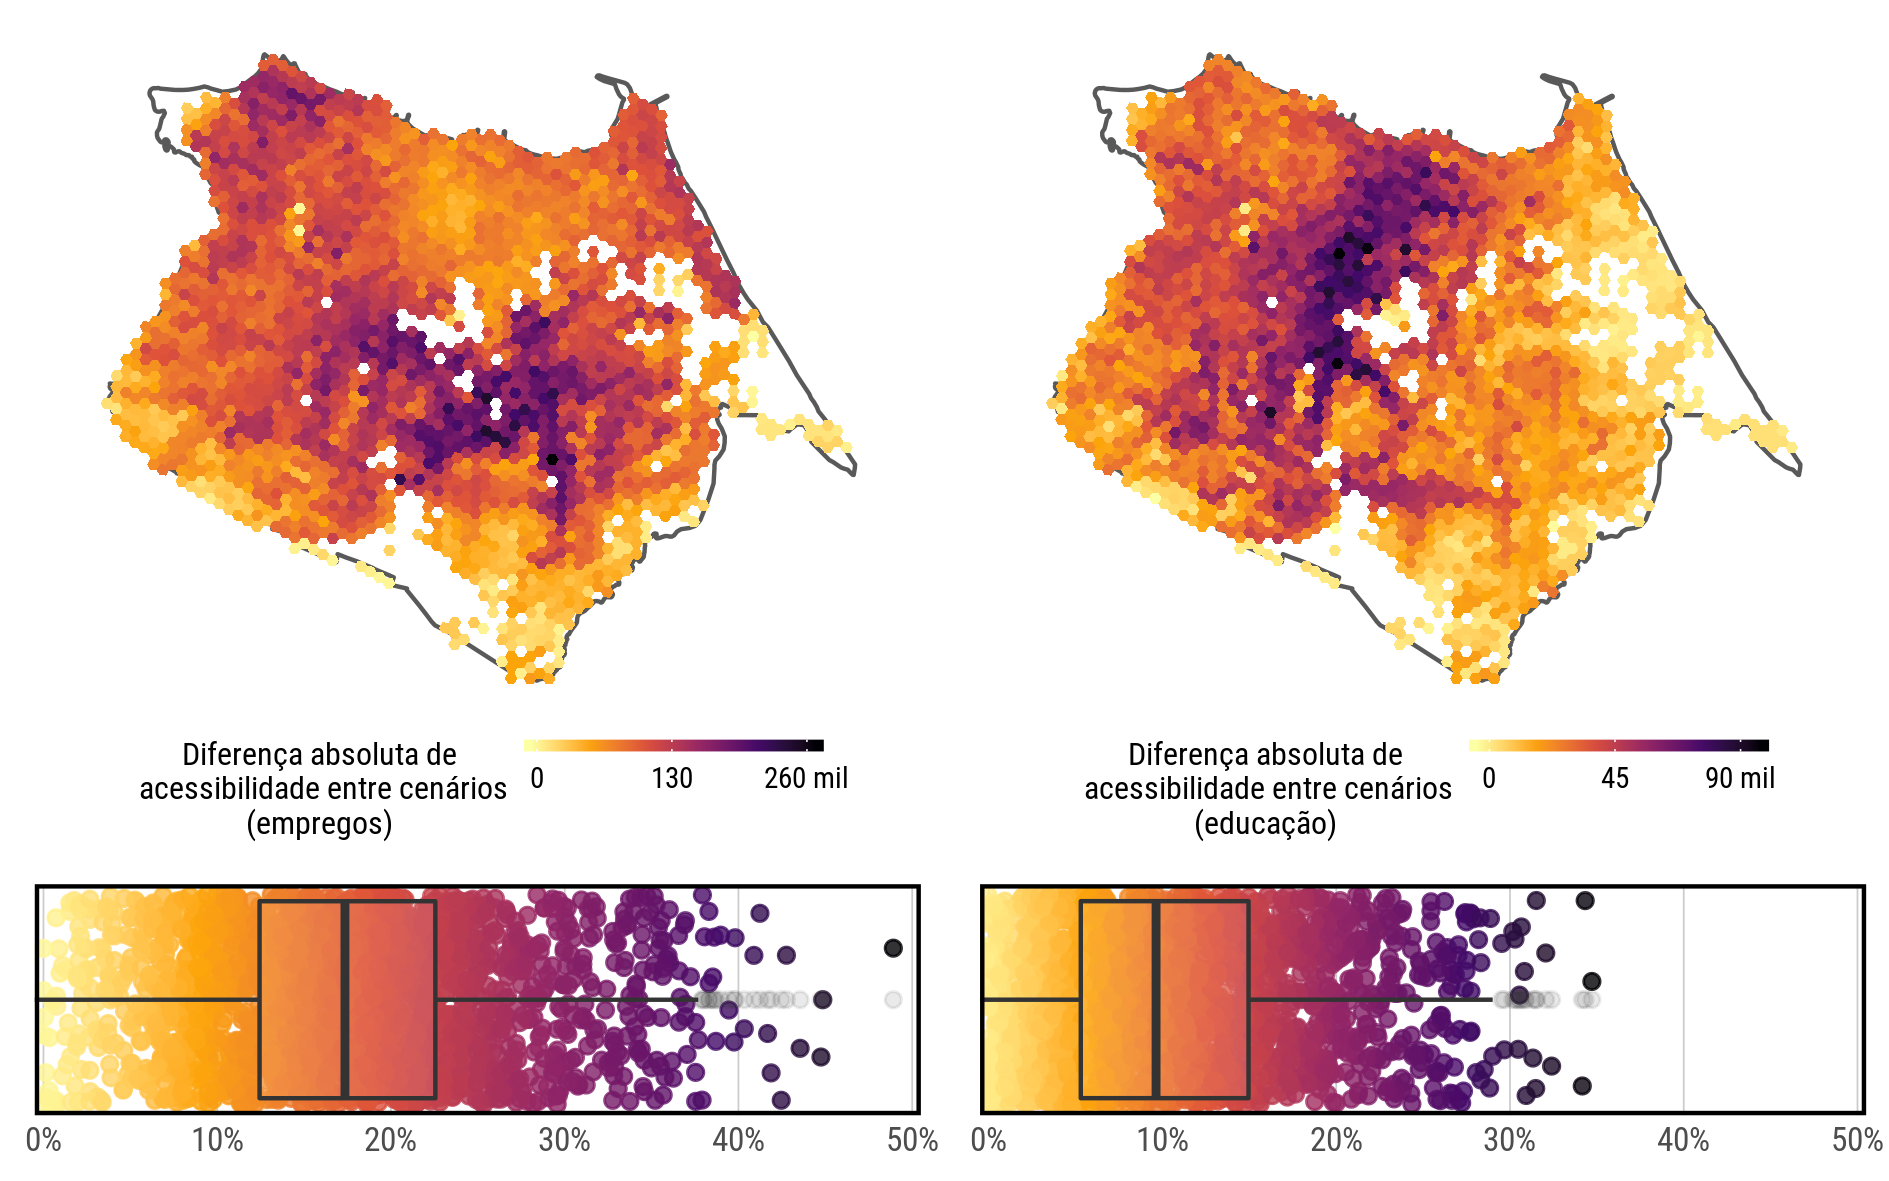 Diferença absoluta de
acessibilidade entre cenários
(empregos)
0 130 260 mil
Diferença absoluta de
acessibilidade entre cenários
(educação)
0 45 90 mil
0% 10% 20% 30% 40% 50%
0% 10% 20% 30% 40% 50%